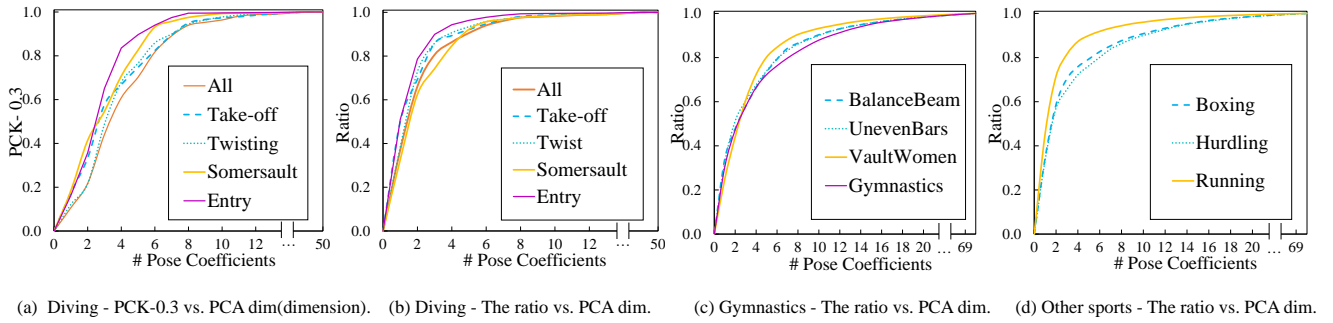 1.0
0.8
0.6
0.4
0.2
0.0
PCK- 0.3
All
Take-off
Twisting
Somersault
Entry
0 2 4 6 8 10 12 ... 50
# Pose Coefficients
(a) Diving - PCK-0.3 vs. PCA dim(dimension).
1.0
0.8
0.6
0.4
0.2
0.0
Ratio
All
Take-off
Twist
Somersault
Entry
0 2 4 6 8 10 12 ... 50
# Pose Coefficients
(b) Diving - The ratio vs. PCA dim.
1.0
0.8
0.6
0.4
0.2
0.0
Ratio
BalanceBeam
UnevenBars
VaultWomen
Gymnastics
0 2 4 6 8 10 12 14 16 18 20 ... 69
# Pose Coefficients
(c) Gymnastics - The ratio vs. PCA dim.
1.0
0.8
0.6
0.4
0.2
0.0
Ratio
Boxing
Hurdling
Running
0 2 4 6 8 10 12 14 16 18 20 ... 69
# Pose Coefficients
(d) Other sports - The ratio vs. PCA dim.